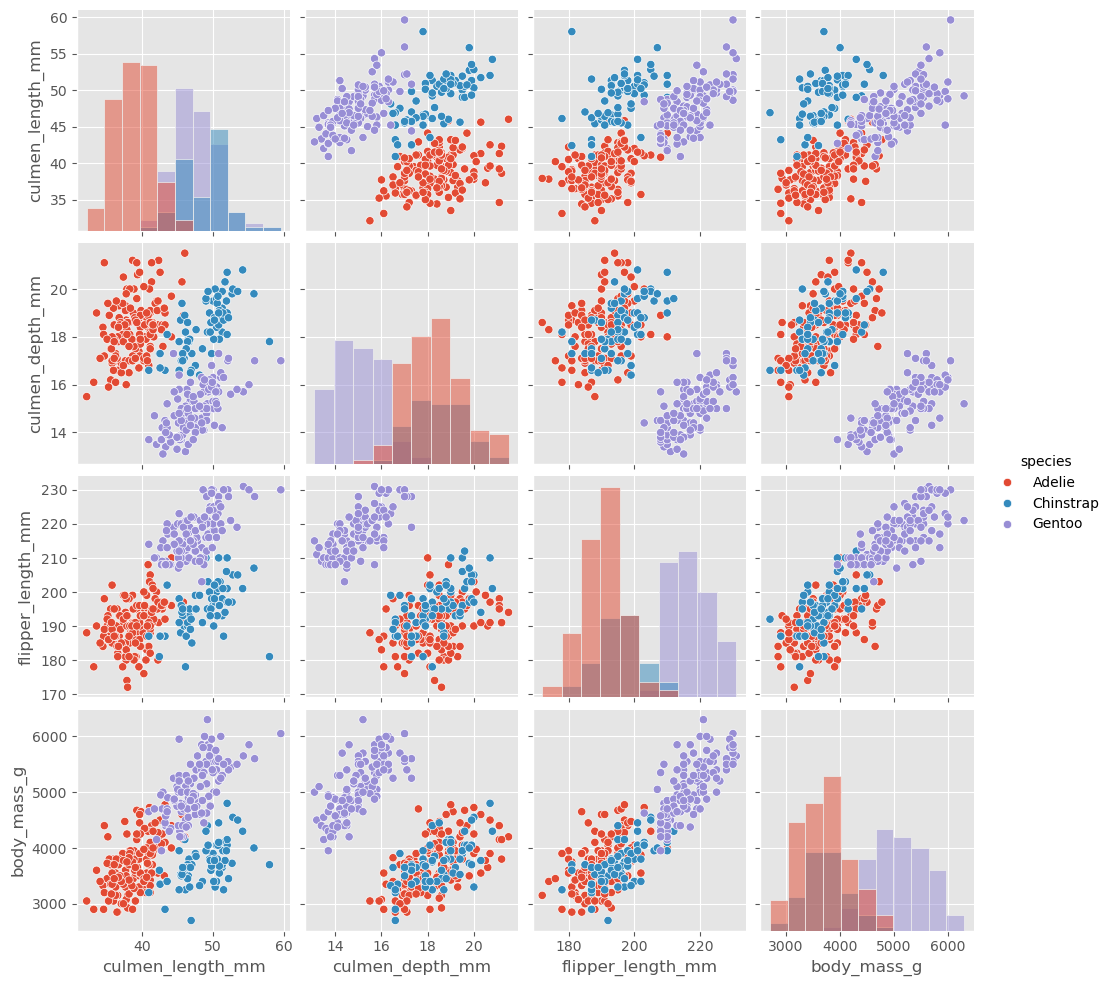 60
55
50
45
40
35
culmen_length_mm
20
18
16
14
culmen_depth_mm
230
220
210
200
190
180
170
flipper_length_mm
6000
5000
4000
3000
body_mass_g
40 50 60
14 16 18 20
180 200 220
3000 4000 5000 6000
culmen_length_mm
culmen_depth_mm
flipper_length_mm
body_mass_g
species
Adelie
Chinstrap
Gentoo